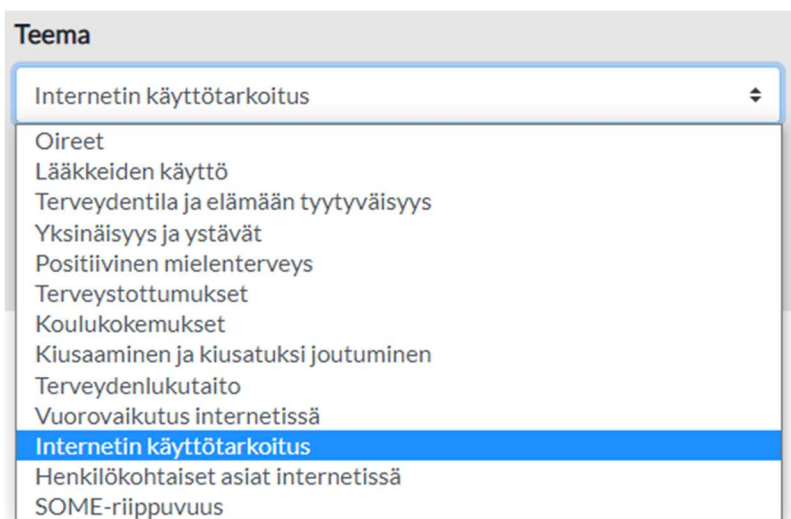 Teema
Internetin käyttötarkoitus
Oireet
Lääkkeiden käyttö
Terveydentila ja elämään tyytyväisyys
Yksinäisyys ja ystävät
Positiivinen mielenterveys
Terveystottumukset
Koulukokemukset
Kiusaaminen ja kiusatuksi joutuminen
Terveydenlukutaito
Vuorovaikutus internetissä
Internetin käyttötarkoitus
Henkilökohtaiset asiat internetissä
SOME-riippuvuus